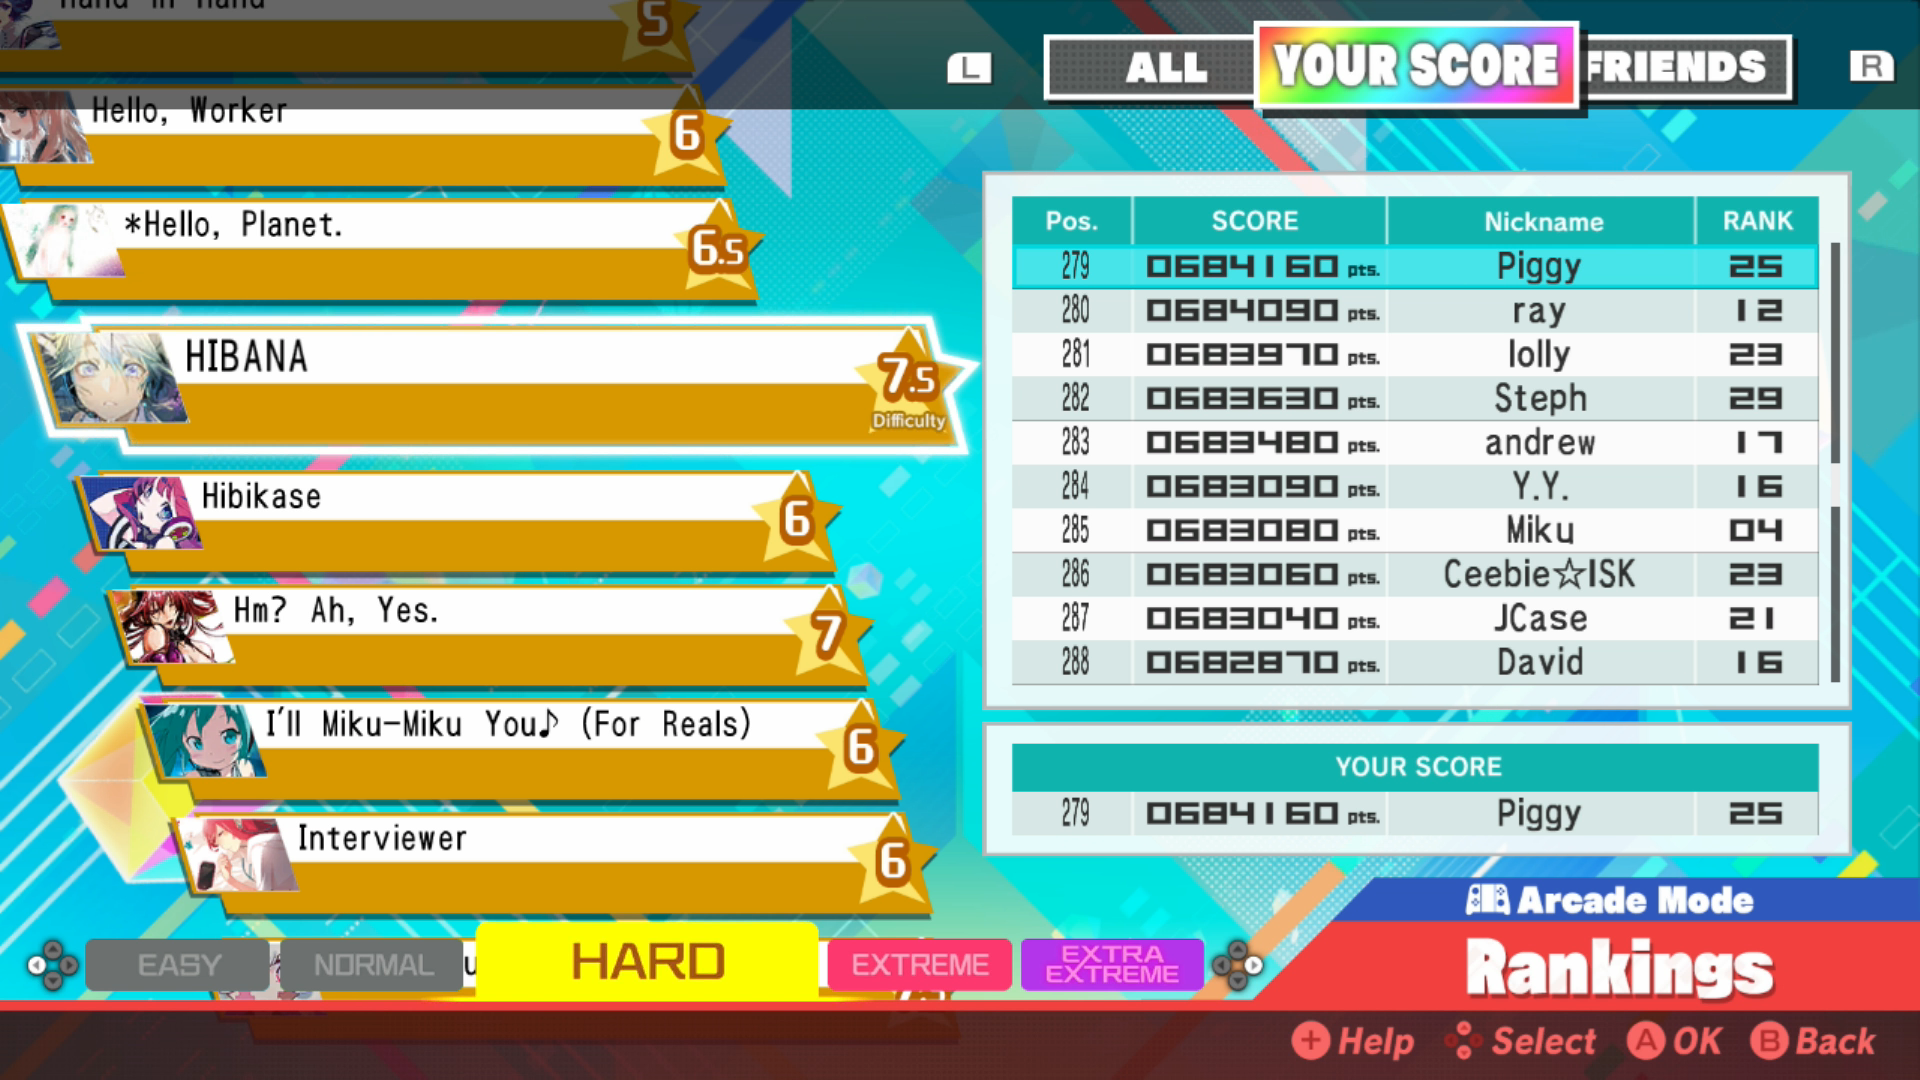 Hand in Hand
5
L
ALL
YOUR SCORE
FRIENDS
R
Hello, Worker
6
*Hello, Planet.
6.5
HIBANA
7.5
Difficulty
Hibikase
6
Hm? Ah, Yes.
7
I'll Miku-Miku You♪ (For Reals)
6
Interviewer
6
Pos. SCORE Nickname RANK
279 0684160 pts. Piggy 25
280 0684090 pts. ray 12
281 0683970 pts. lolly 23
282 0683630 pts. Steph 29
283 0683480 pts. andrew 17
284 0683090 pts. Y.Y. 16
285 0683080 pts. Miku 04
286 0683060 pts. Ceebie☆ISK 23
287 0683040 pts. JCase 21
288 0682870 pts. David 16
YOUR SCORE
279 0684160 pts. Piggy 25
Arcade Mode
Rankings
EASY
NORMAL
HARD
EXTREME
EXTRA
EXTREME
+ Help
Select
A OK
B Back